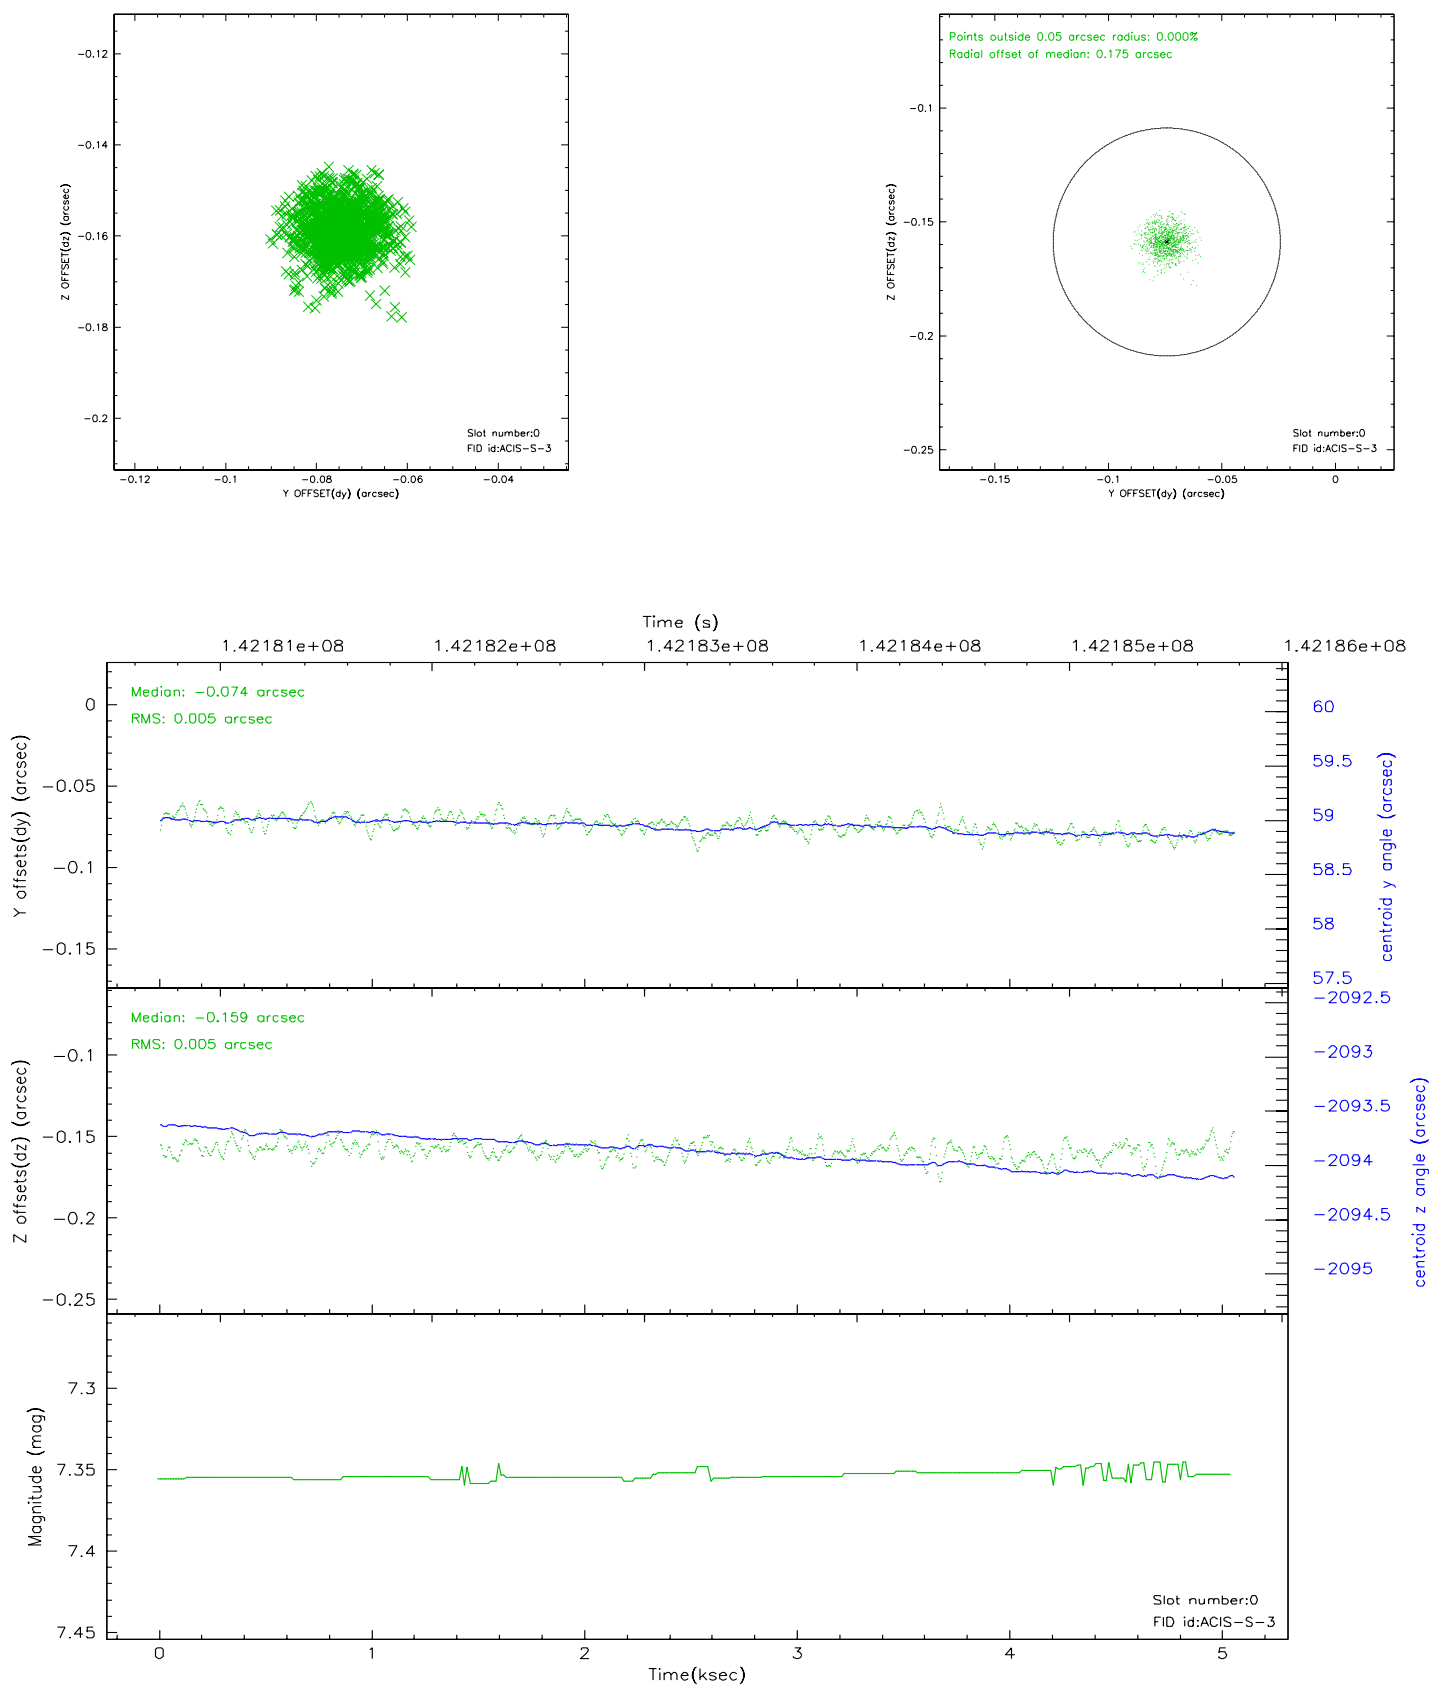 −0.12
−0.14
−0.16
−0.18
−0.2
Z OFFSET(dz) (arcsec)
Slot number:0
FID id:ACIS−S−3
−0.12
−0.1
−0.08
−0.06
−0.04
Y OFFSET(dy) (arcsec)
Points outside 0.05 arcsec radius: 0.000%
Radial offset of median: 0.175 arcsec
−0.1
−0.15
−0.2
−0.25
Z OFFSET(dz) (arcsec)
Slot number:0
FID id:ACIS−S−3
−0.15
−0.1
−0.05
0
Y OFFSET(dy) (arcsec)
Time (s)
1.42181e+08
1.42182e+08
1.42183e+08
1.42184e+08
1.42185e+08
1.42186e+08
Median: −0.074 arcsec
RMS: 0.005 arcsec
0
−0.05
−0.1
−0.15
Y offsets(dy) (arcsec)
60
59.5
59
58.5
58
57.5
centroid y angle (arcsec)
Median: −0.159 arcsec
RMS: 0.005 arcsec
−0.1
−0.15
−0.2
−0.25
Z offsets(dz) (arcsec)
−2092.5
−2093
−2093.5
−2094
−2094.5
−2095
centroid z angle (arcsec)
7.3
7.35
7.4
7.45
Magnitude (mag)
Slot number:0
FID id:ACIS−S−3
0
1
2
3
4
5
Time(ksec)